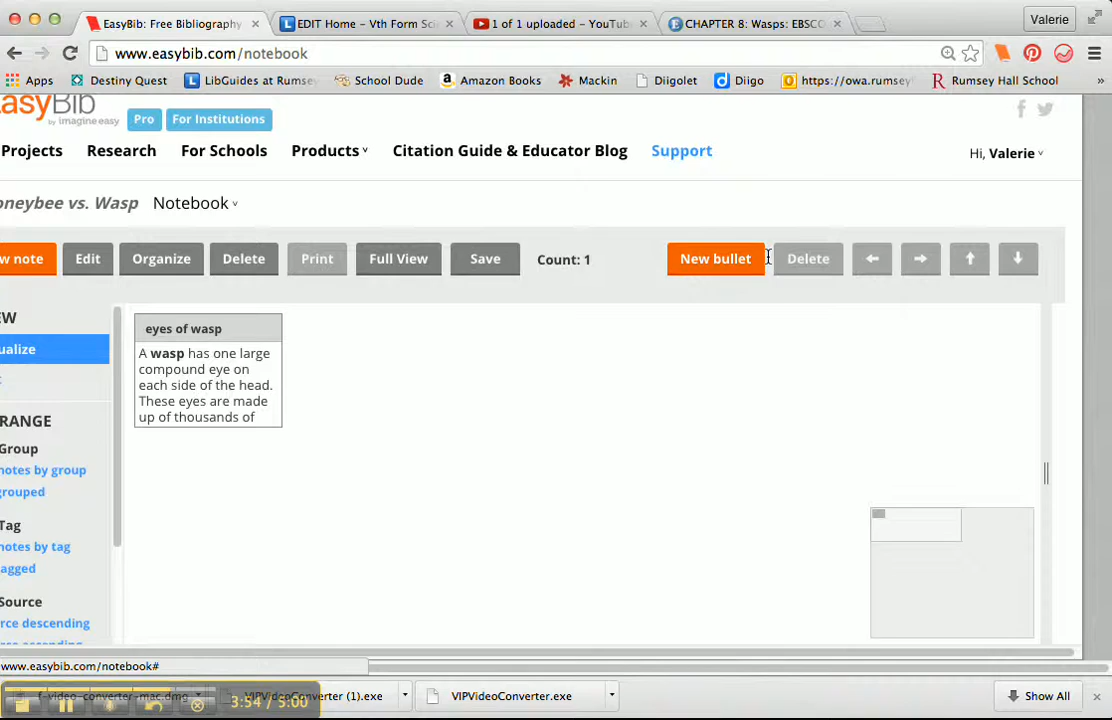 EasyBib: Free Bibliography
EDIT Home – Vth Form Sci
1 of 1 uploaded – YouTub
CHAPTER 8: Wasps: EBSCO
Valerie
www.easybib.com/notebook
Apps
Destiny Quest
LibGuides at Rumsey
School Dude
Amazon Books
Mackin
Diigolet
Diigo
https://owa.rumseyh
Rumsey Hall School
»
asyBib
by imagine easy
Pro
For Institutions
Projects
Research
For Schools
Products
Citation Guide & Educator Blog
Support
Hi, Valerie
oneybee vs. Wasp
Notebook
w note
Edit
Organize
Delete
Print
Full View
Save
Count: 1
New bullet
Delete
EW
ualize
RANGE
Group
notes by group
grouped
Tag
notes by tag
agged
Source
rce descending
eyes of wasp
A wasp has one large
compound eye on
each side of the head.
These eyes are made
up of thousands of
www.easybib.com/notebook#
f-video-converter-mac.dmg
VIPVideoConverter (1).exe
VIPVideoConverter.exe
Show All
3:54 / 5:00